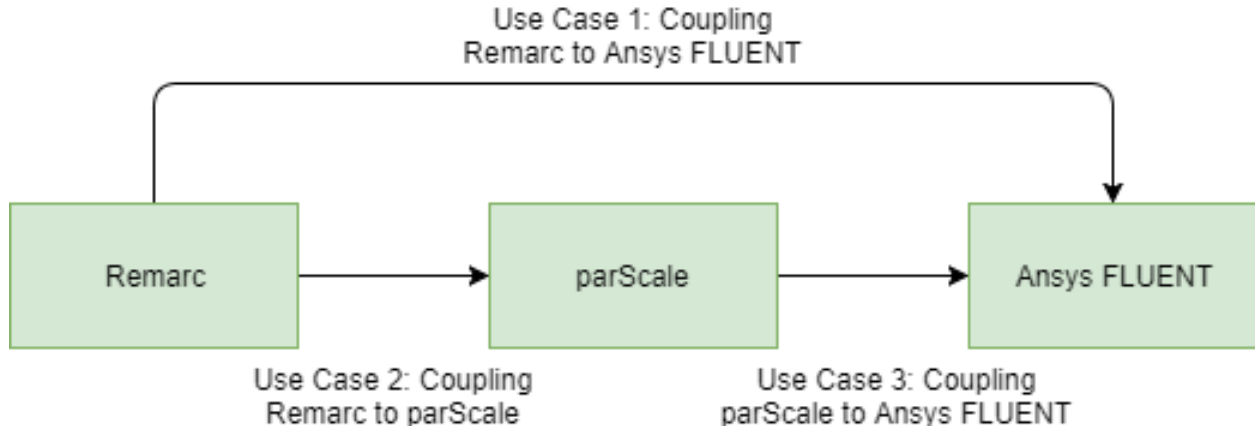 Use Case 1: Coupling
Remarc to Ansys FLUENT
Remarc
parScale
Ansys FLUENT
Use Case 2: Coupling
Remarc to parScale
Use Case 3: Coupling
parScale to Ansys FLUENT